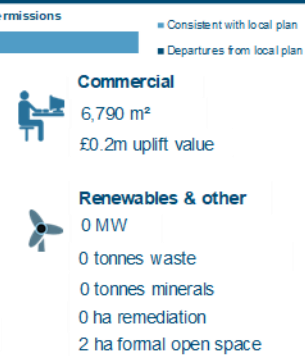 ermissions
Consistent with local plan
Departures from local plan
Commercial
6,790 m²
£0.2m uplift value
Renewables & other
0 MW
0 tonnes waste
0 tonnes minerals
0 ha remediation
2 ha formal open space